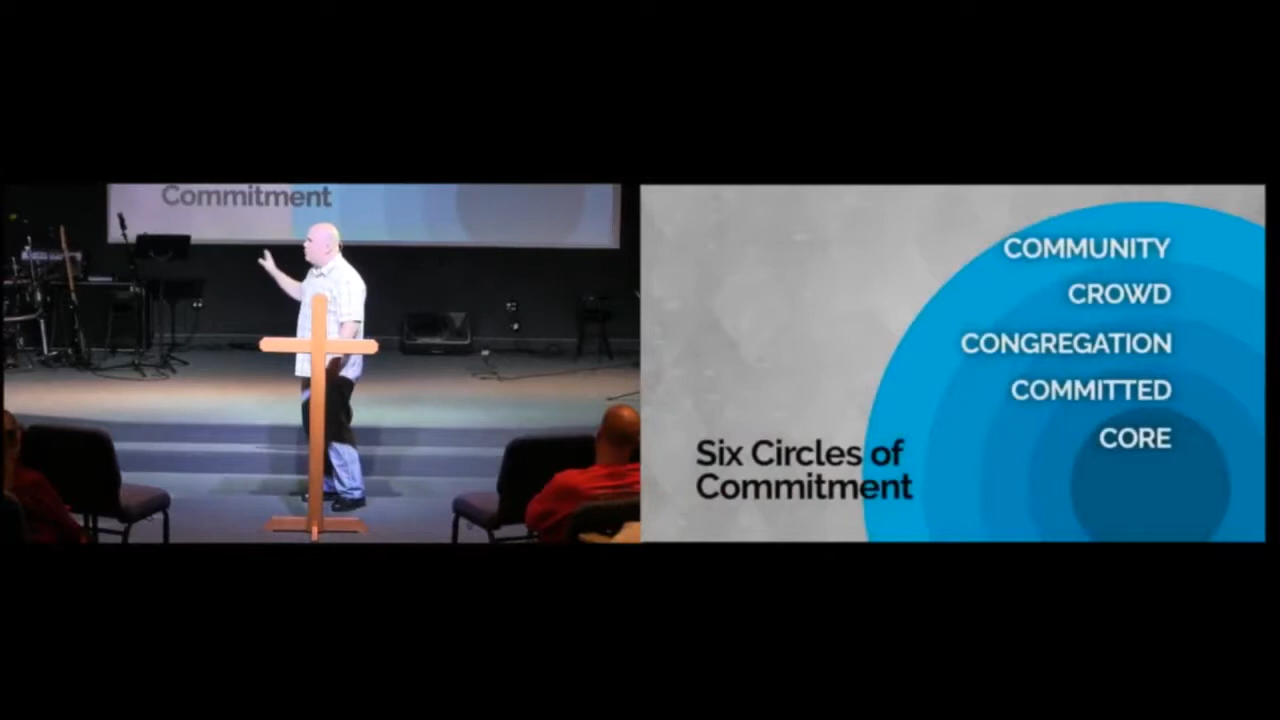 Commitment
COMMUNITY
CROWD
CONGREGATION
COMMITTED
CORE
Six Circles of
Commitment